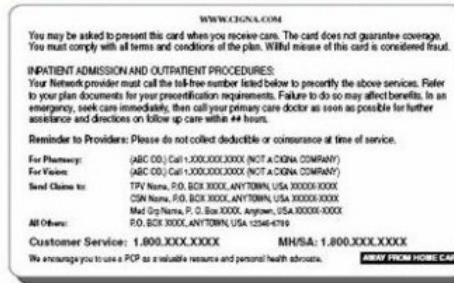 WWW.CIGNA.COM
You may be asked to present this card when you receive care. The card does not guarantee coverage.
You must comply with all terms and conditions of the plan. Willful misuse of this card is considered fraud.
INPATIENT ADMISSION AND OUTPATIENT PROCEDURES:
Your Network provider must call the toll-free number listed below to precertify the above services. Refer
to your plan documents for your precertification requirements. Failure to do so may affect benefits. In an
emergency, seek care immediately, then call your primary care doctor as soon as possible for further
assistance and directions on follow up care within ## hours.
Reminder to Providers: Please do not collect deductible or coinsurance at time of service.
For Pharmacy: (ABC CO.) Call 1.XXX.XXX.XXXX (NOT A CIGNA COMPANY)
For Vision: (ABC CO.) Call 1.XXX.XXX.XXXX (NOT A CIGNA COMPANY)
Send Claims to: TPV Name, P.O. BOX XXXX, ANYTOWN, USA XXXXX-XXXX
OSN Name, P.O. BOX XXXX, ANYTOWN, USA XXXXX-XXXX
Med Grp Name, P. O. Box XXXX, Anytown, USA XXXXX-XXXX
All Others: P.O. BOX XXXX, ANYTOWN, USA 12345-6789
Customer Service: 1.800.XXX.XXXX MH/SA: 1.800.XXX.XXXX
We encourage you to use a PCP as a valuable resource and personal health advocate. AWAY FROM HOME CAR